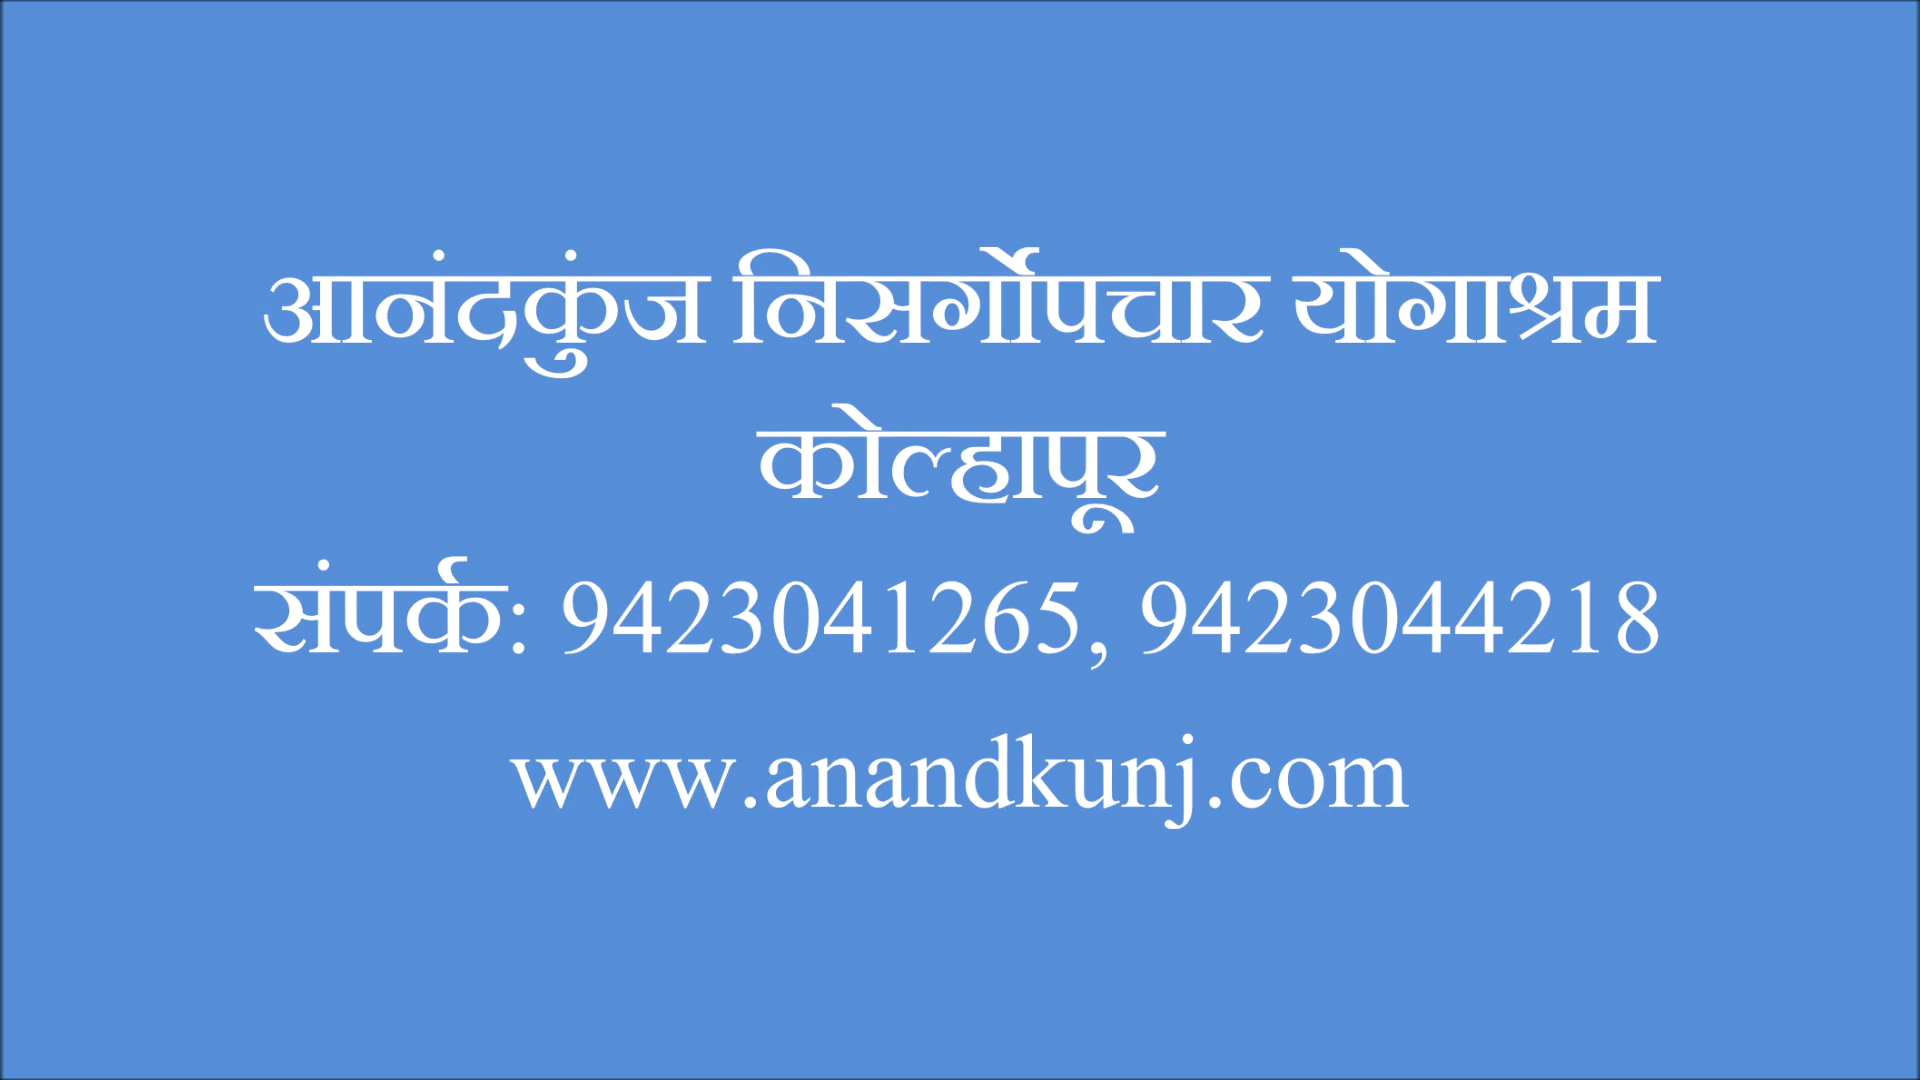 आनंदकुंज निसर्गोपचार योगाश्रम
कोल्हापूर
संपर्क: 9423041265, 9423044218
www.anandkunj.com